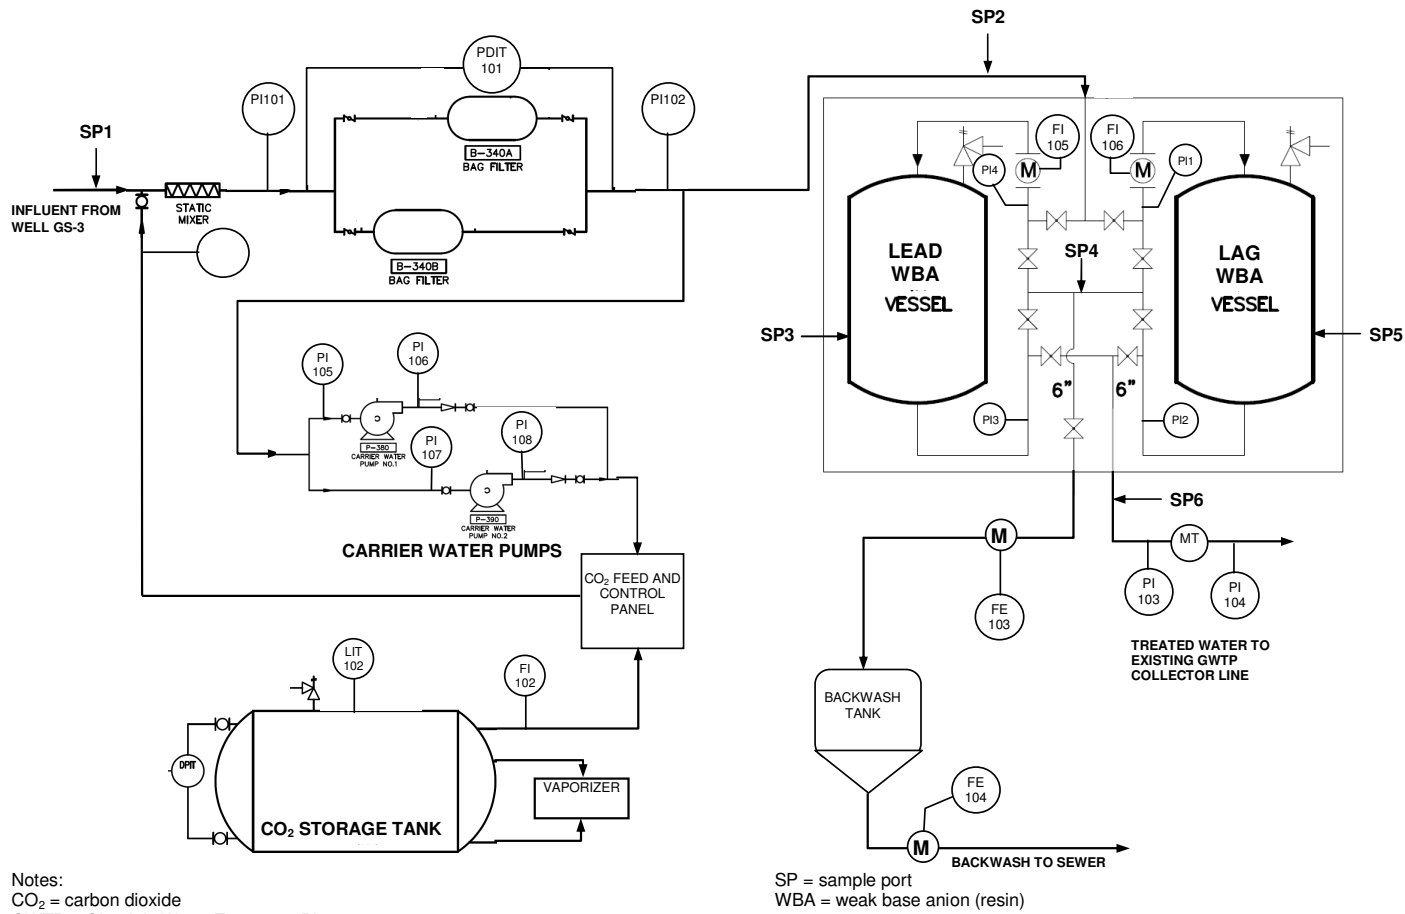 SP2
PDIT
101
PI101
PI102
SP1
FI
105
FI
106
M
M
PI4
PI1
B-340A
BAG FILTER
STATIC
MIXER
INFLUENT FROM
WELL GS-3
B-340B
BAG FILTER
LEAD
WBA
VESSEL
SP4
LAG
WBA
VESSEL
SP3
SP5
6”
6”
PI3
PI2
PI
105
PI
106
P-380
CARRIER WATER
PUMP NO.1
PI
107
PI
108
P-390
CARRIER WATER
PUMP NO.2
CARRIER WATER PUMPS
SP6
M
MT
FE
103
PI
103
PI
104
CO₂ FEED AND
CONTROL
PANEL
TREATED WATER TO
EXISTING GWTP
COLLECTOR LINE
LIT
102
FI
102
BACKWASH
TANK
DPIT
VAPORIZER
CO₂ STORAGE TANK
FE
104
M
BACKWASH TO SEWER
Notes:
CO₂ = carbon dioxide
SP = sample port
WBA = weak base anion (resin)